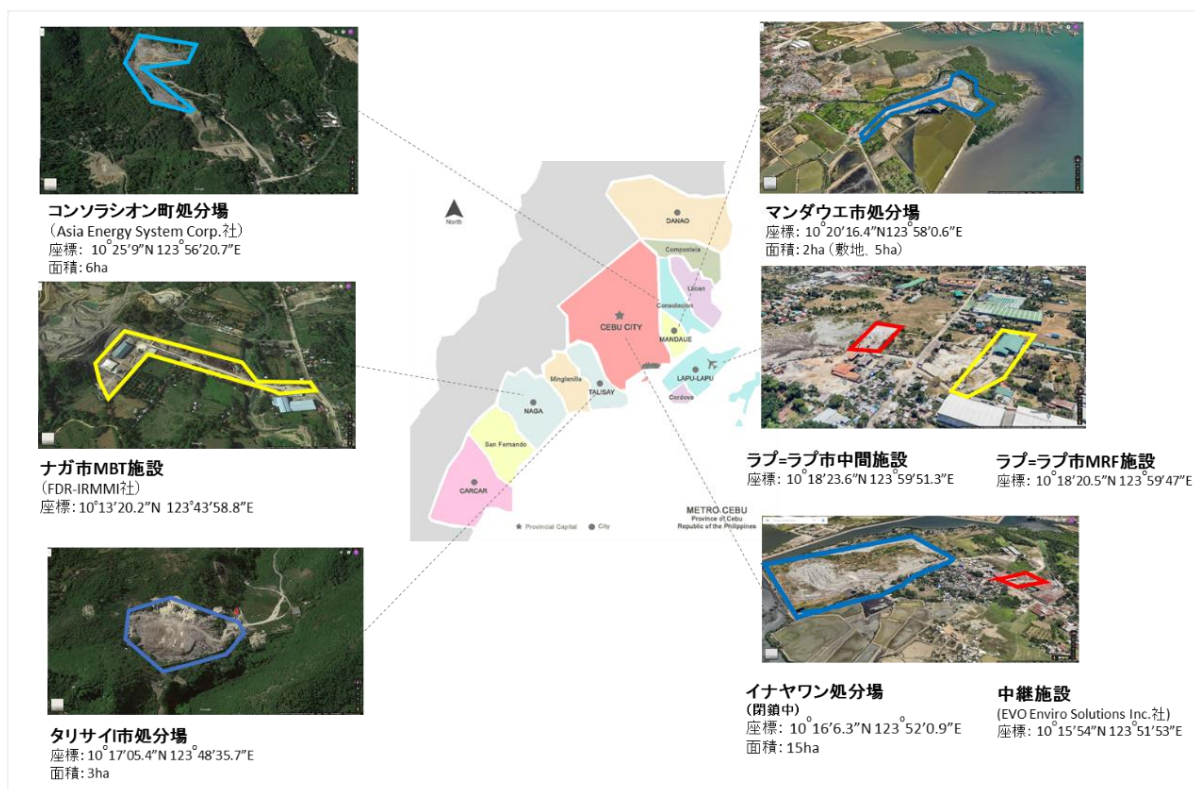 コンソラシオン町処分場
(Asia Energy System Corp.社)
座標: 10°25'9"N 123°56'20.7"E
面積: 6ha
ナガ市MBT施設
(FDR-IRMMI社)
座標: 10°13'20.2"N 123°43'58.8"E
タリサイI市処分場
座標: 10°17'05.4"N 123°48'35.7"E
面積: 3ha
North
DANAO
Compostela
Liloan
Consolacion
CEBU CITY
MANDAUE
LAPU-LAPU
Cordova
Minglanilla
TALISAY
NAGA
San Fernando
CARCAR
METRO CEBU
Province of Cebu
Republic of the Philippines
Provincial Capital
City
マンダウエ市処分場
座標: 10°20'16.4"N 123°58'0.6"E
面積: 2ha (敷地、5ha)
ラプ=ラプ市中間施設
座標: 10°18'23.6"N 123°59'51.3"E
ラプ=ラプ市MRF施設
座標: 10°18'20.5"N 123°59'47"E
イナヤワン処分場
(閉鎖中)
座標: 10°16'6.3"N 123°52'0.9"E
面積: 15ha
中継施設
(EVO Enviro Solutions Inc.社)
座標: 10°15'54"N 123°51'53"E